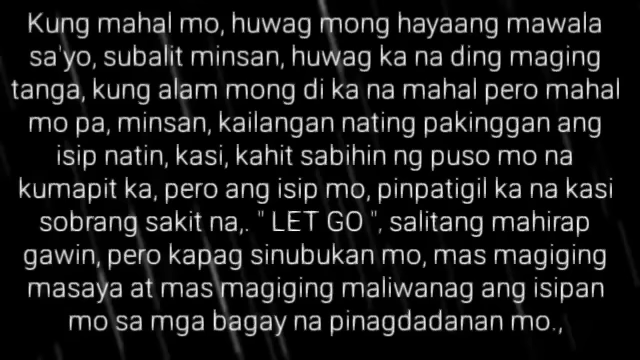 Kung mahal mo, huwag mong hayaang mawala
sa'yo, subalit minsan, huwag ka na ding maging
tanga, kung alam mong di ka na mahal pero mahal
mo pa, minsan, kailangan nating pakinggan ang
isip natin, kasi, kahit sabihin ng puso mo na
kumapit ka, pero ang isip mo, pinpatigil ka na kasi
sobrang sakit na,. " LET GO ", salitang mahirap
gawin, pero kapag sinubukan mo, mas magiging
masaya at mas magiging maliwanag ang isipan
mo sa mga bagay na pinagdadanan mo.,